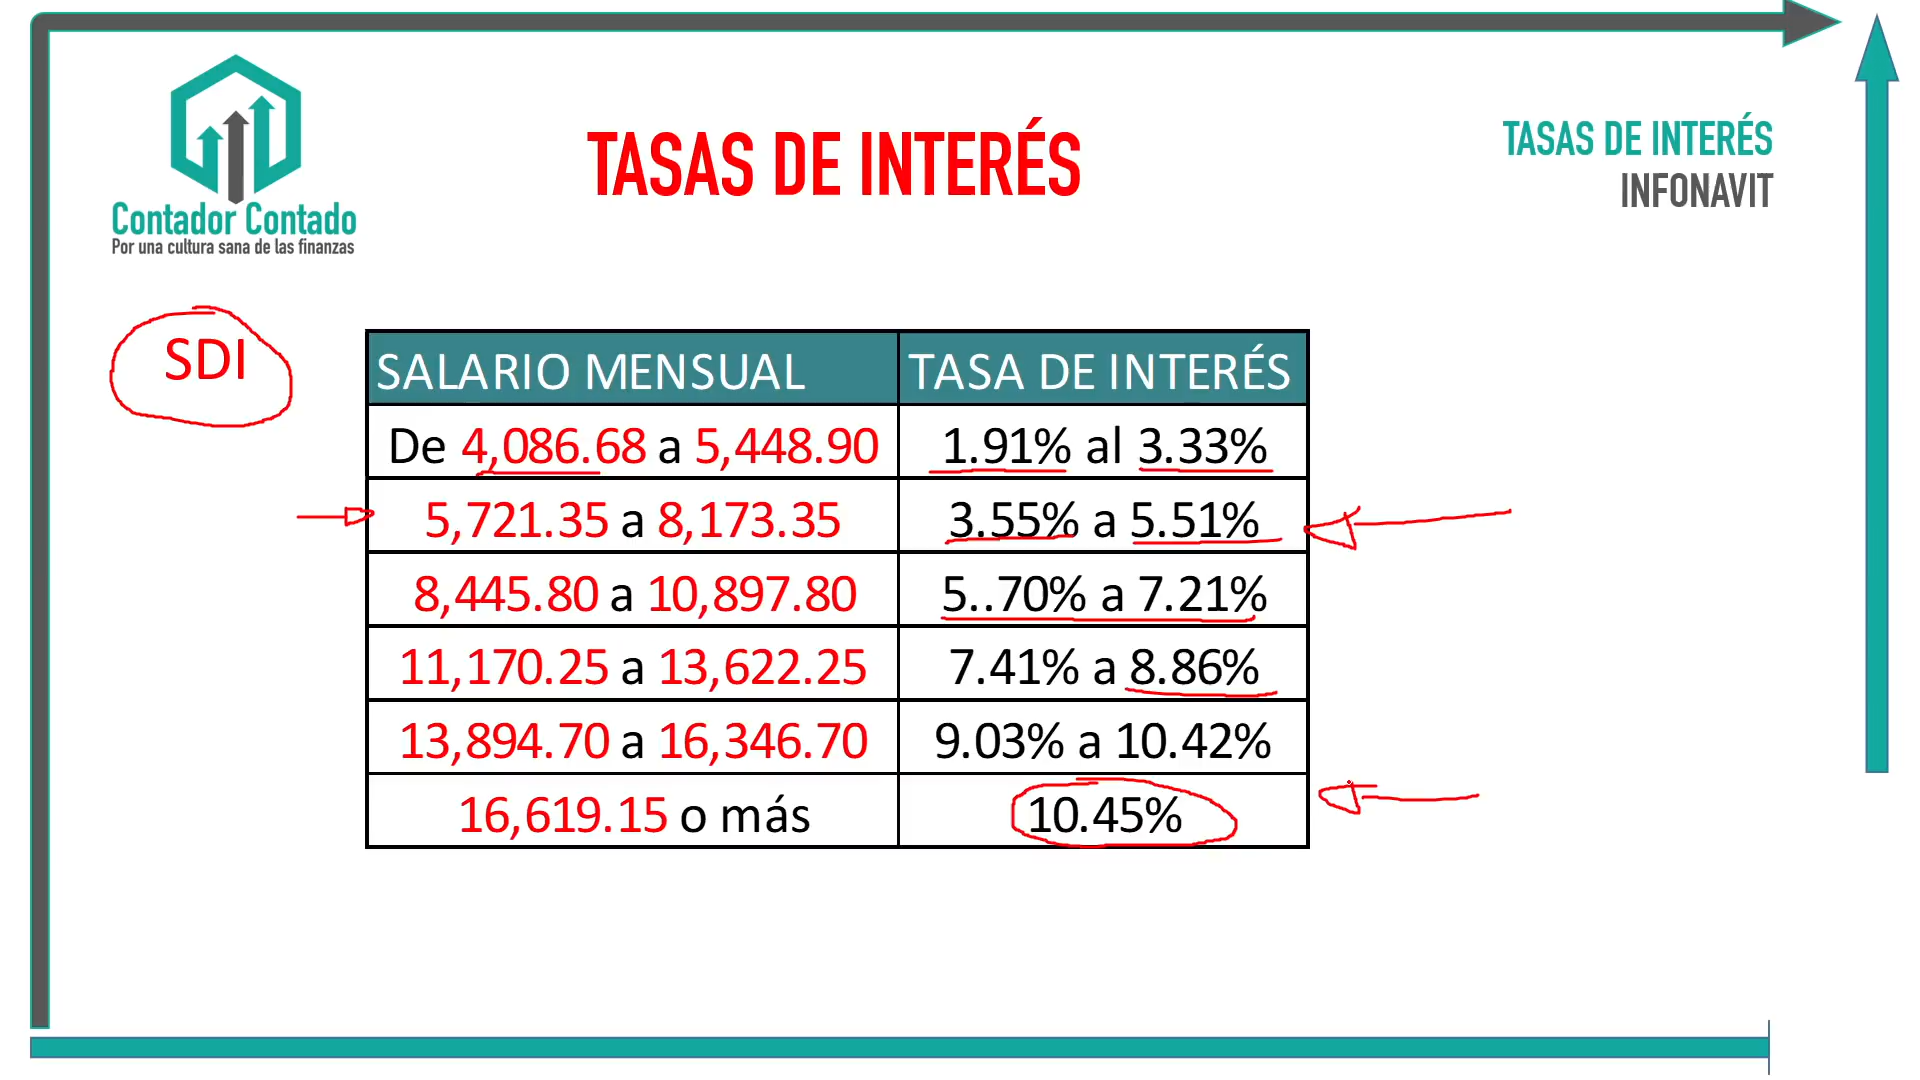 Contador Contado
Por una cultura sana de las finanzas
TASAS DE INTERÉS
TASAS DE INTERÉS
INFONAVIT
SDI
SALARIO MENSUAL TASA DE INTERÉS
De 4,086.68 a 5,448.90 1.91% al 3.33%
5,721.35 a 8,173.35 3.55% a 5.51%
8,445.80 a 10,897.80 5..70% a 7.21%
11,170.25 a 13,622.25 7.41% a 8.86%
13,894.70 a 16,346.70 9.03% a 10.42%
16,619.15 o más 10.45%